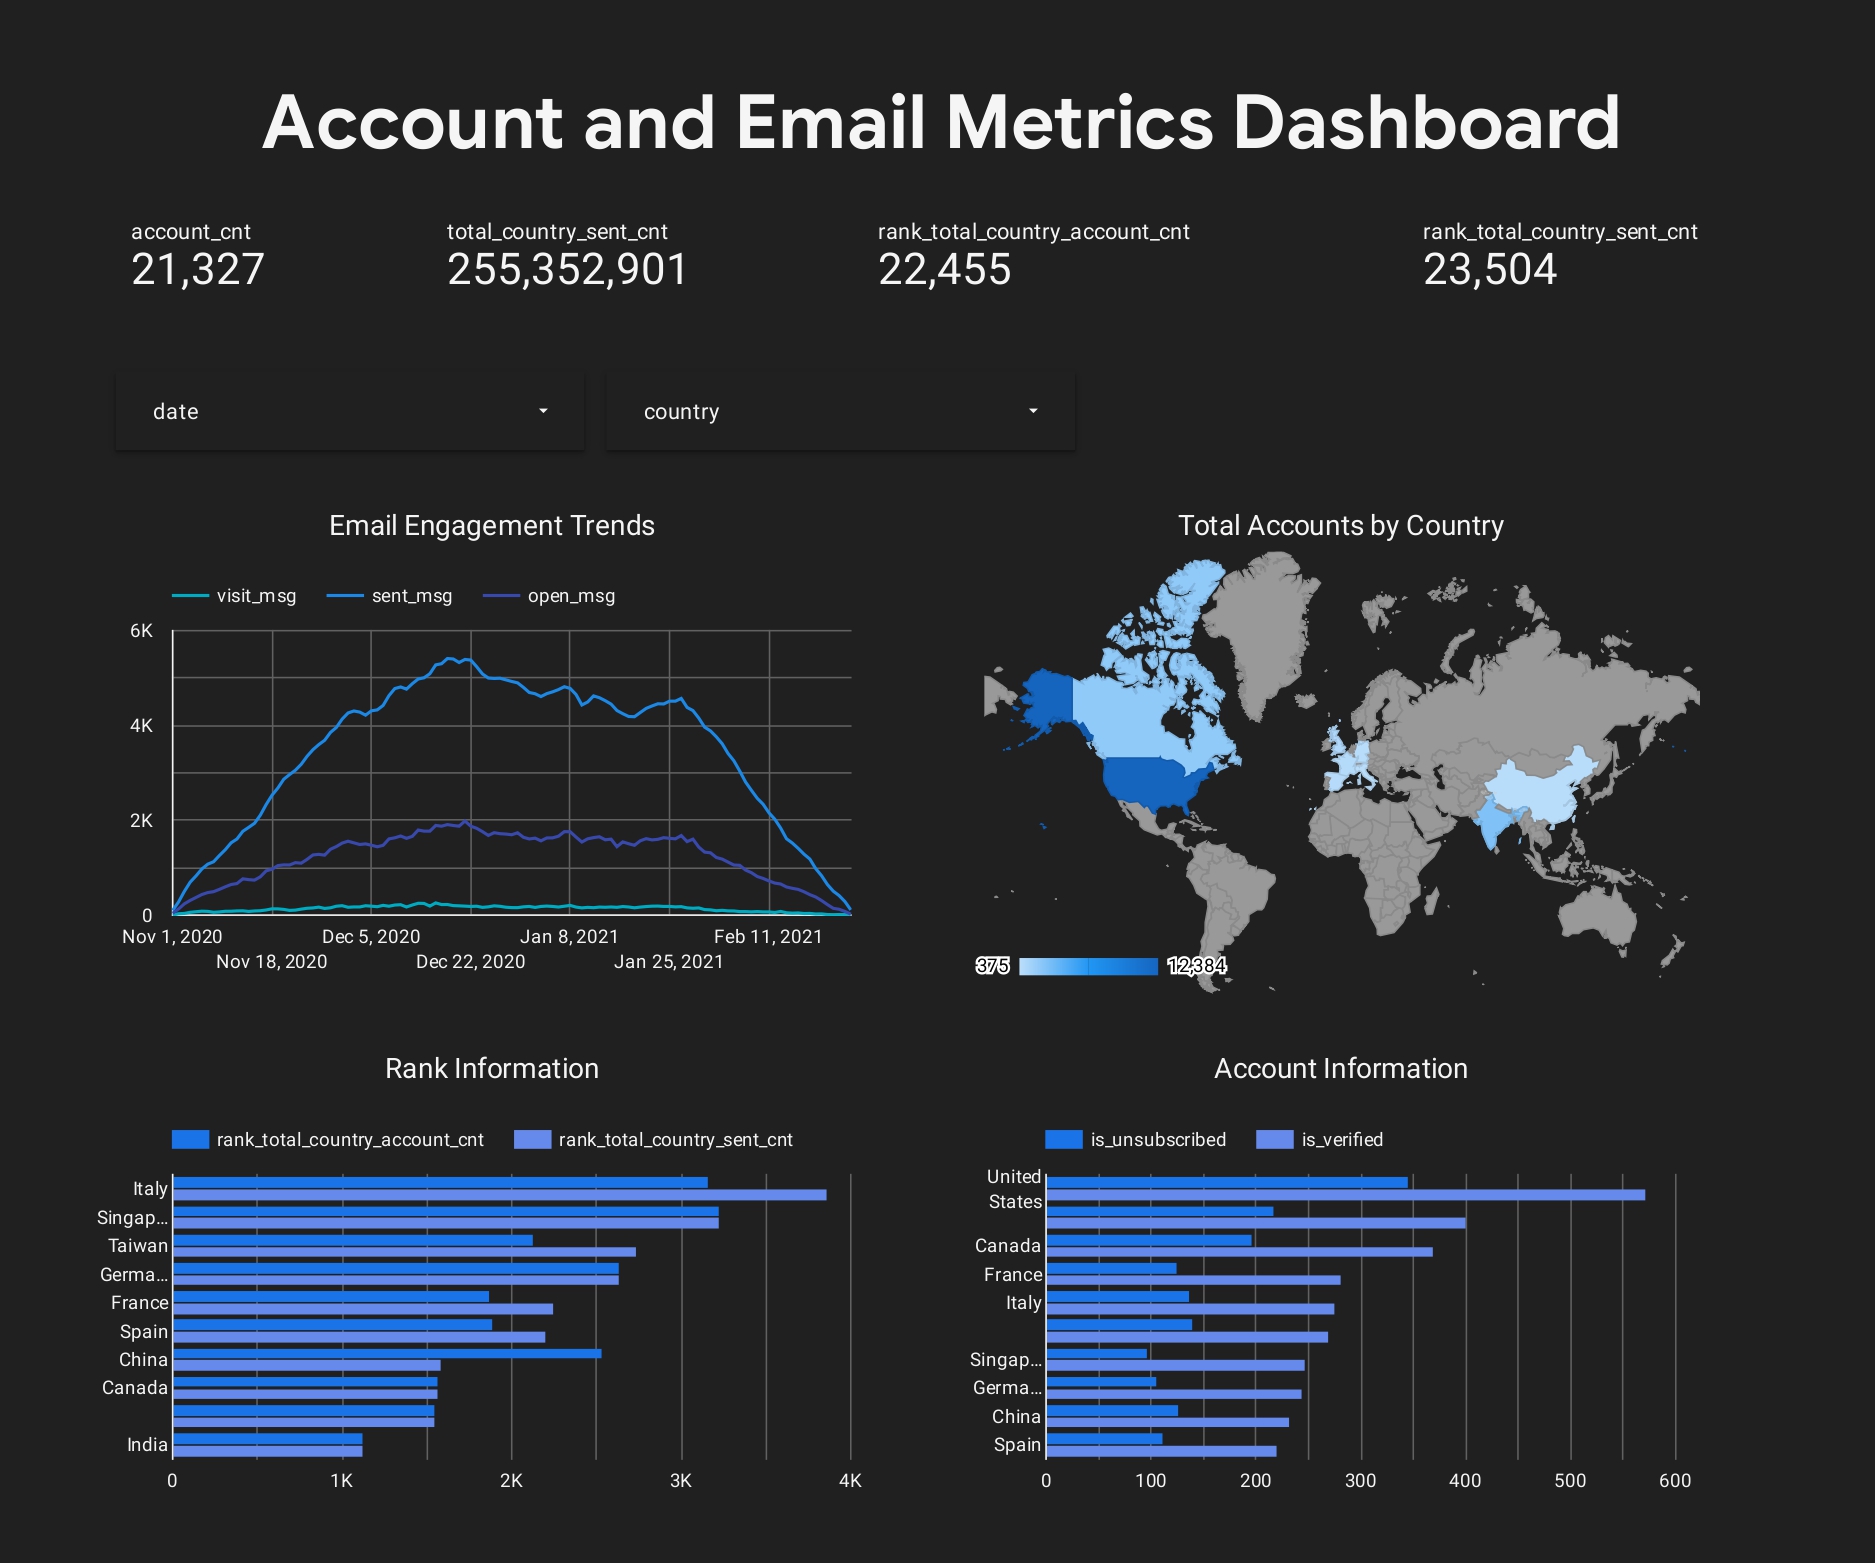 Account and Email Metrics Dashboard
account_cnt
21,327
total_country_sent_cnt
255,352,901
rank_total_country_account_cnt
22,455
rank_total_country_sent_cnt
23,504
date
country
Email Engagement Trends
visit_msg sent_msg open_msg
6K
4K
2K
0
Nov 1, 2020 Dec 5, 2020 Jan 8, 2021 Feb 11, 2021
Nov 18, 2020 Dec 22, 2020 Jan 25, 2021
Total Accounts by Country
375 12,384
Rank Information
rank_total_country_account_cnt rank_total_country_sent_cnt
Italy
Singap...
Taiwan
Germa...
France
Spain
China
Canada
India
0 1K 2K 3K 4K
Account Information
is_unsubscribed is_verified
United
States
Canada
France
Italy
Singap...
Germa...
China
Spain
0 100 200 300 400 500 600